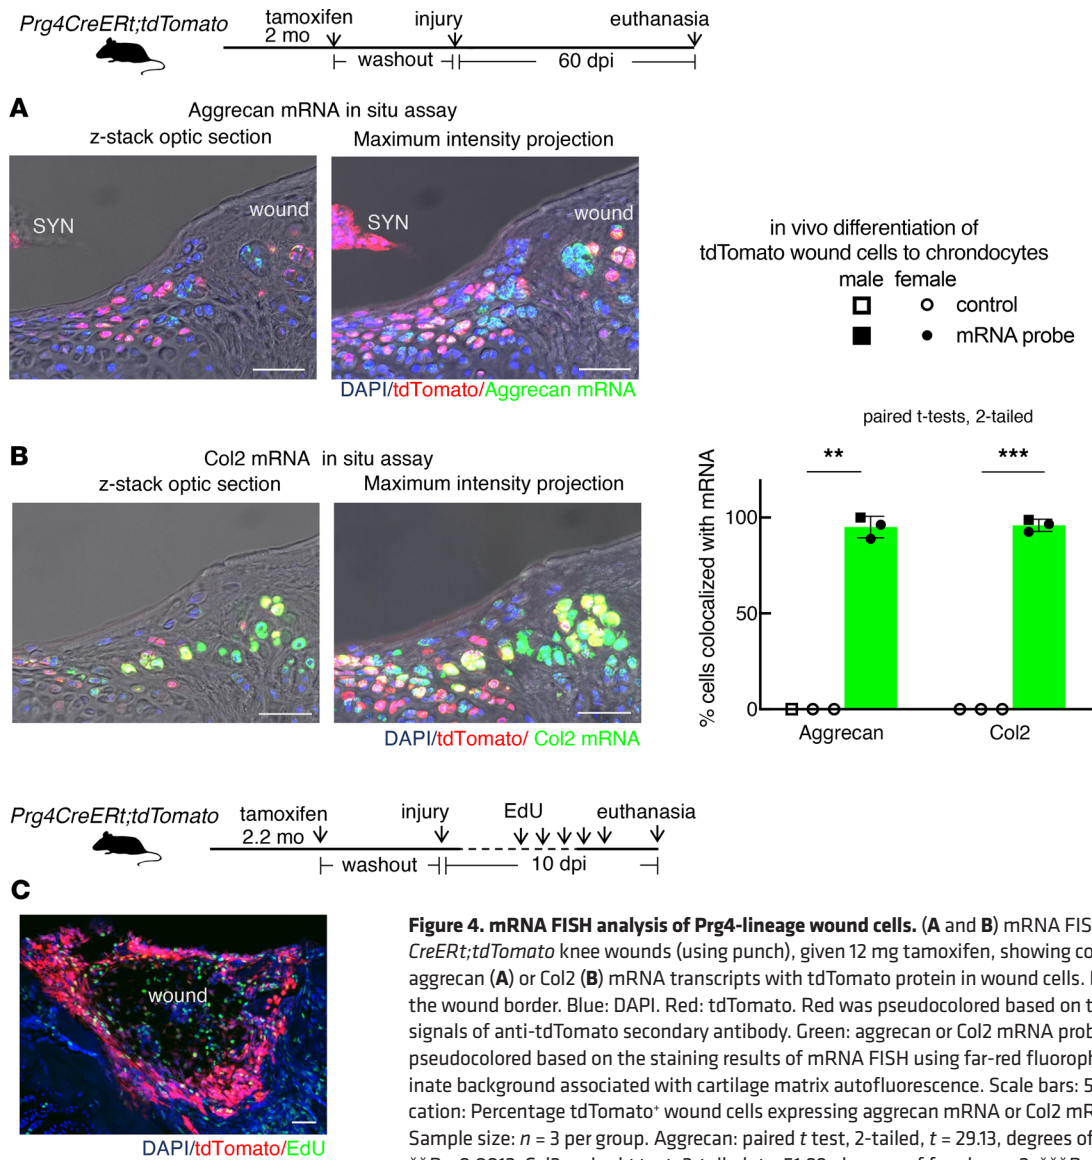 Prg4CreERt;tdTomato
tamoxifen
2 mo
injury
euthanasia
washout
60 dpi
A
Aggrecan mRNA in situ assay
z-stack optic section
Maximum intensity projection
SYN
wound
SYN
wound
DAPI/tdTomato/Aggrecan mRNA
in vivo differentiation of
tdTomato wound cells to chrondocytes
male female
control
mRNA probe
B
Col2 mRNA in situ assay
z-stack optic section
Maximum intensity projection
DAPI/tdTomato/ Col2 mRNA
paired t-tests, 2-tailed
** ***
% cells colocalized with mRNA
100
50
0
Aggrecan
Col2
Prg4CreERt;tdTomato
tamoxifen
2.2 mo
injury
EdU
euthanasia
washout
10 dpi
C
wound
DAPI/tdTomato/EdU
Figure 4. mRNA FISH analysis of Prg4-lineage wound cells. (A and B) mRNA FIS
CreERt;tdTomato knee wounds (using punch), given 12 mg tamoxifen, showing co
aggrecan (A) or Col2 (B) mRNA transcripts with tdTomato protein in wound cells.
the wound border. Blue: DAPI. Red: tdTomato. Red was pseudocolored based on t
signals of anti-tdTomato secondary antibody. Green: aggrecan or Col2 mRNA prob
pseudocolored based on the staining results of mRNA FISH using far-red fluoroph
inate background associated with cartilage matrix autofluorescence. Scale bars: 5
cation: Percentage tdTomato+ wound cells expressing aggrecan mRNA or Col2 mR
Sample size: n = 3 per group. Aggrecan: paired t test, 2-tailed, t = 29.13, degrees of